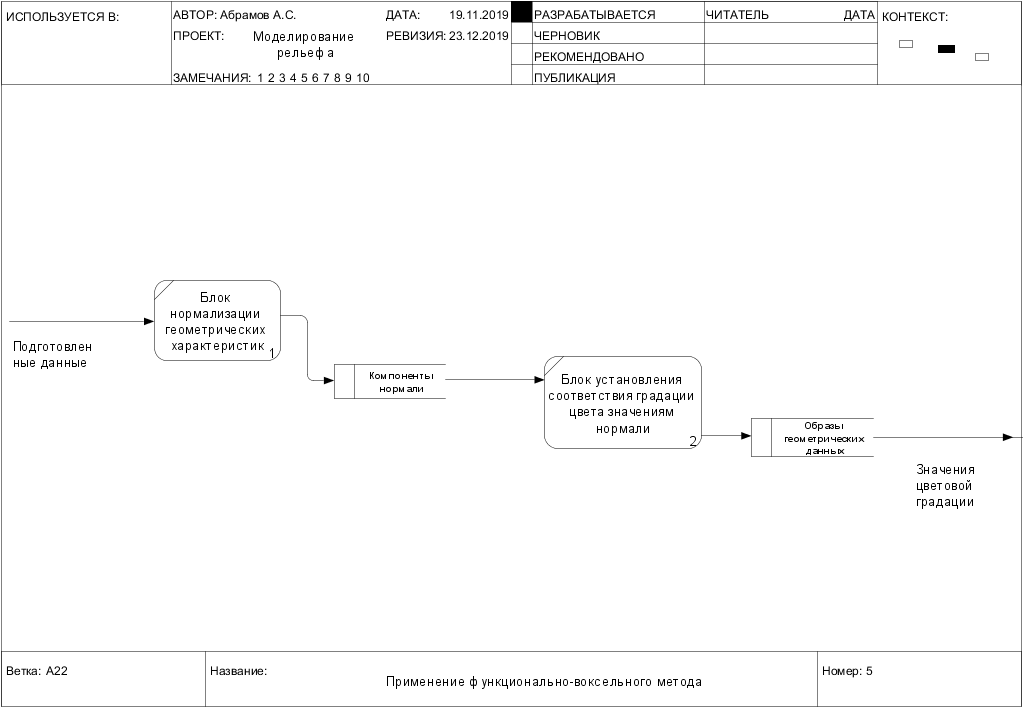 ИСПОЛЬЗУЕТСЯ В:
АВТОР: Абрамов А.С.
ДАТА: 19.11.2019
РАЗРАБАТЫВАЕТСЯ
ЧИТАТЕЛЬ
ДАТА
КОНТЕКСТ:
ПРОЕКТ: Моделирование
рельефа
РЕВИЗИЯ: 23.12.2019
ЧЕРНОВИК
РЕКОМЕНДОВАНО
ЗАМЕЧАНИЯ: 1 2 3 4 5 6 7 8 9 10
ПУБЛИКАЦИЯ
Подготовлен
ные данные
Блок
нормализации
геометрических
характеристик
1
Компоненты
нормали
Блок установления
соответствия градации
цвета значениям
нормали
2
Образы
геометрических
данных
Значения
цветовой
градации
Ветка: A22
Название:
Применение функционально-воксельного метода
Номер: 5